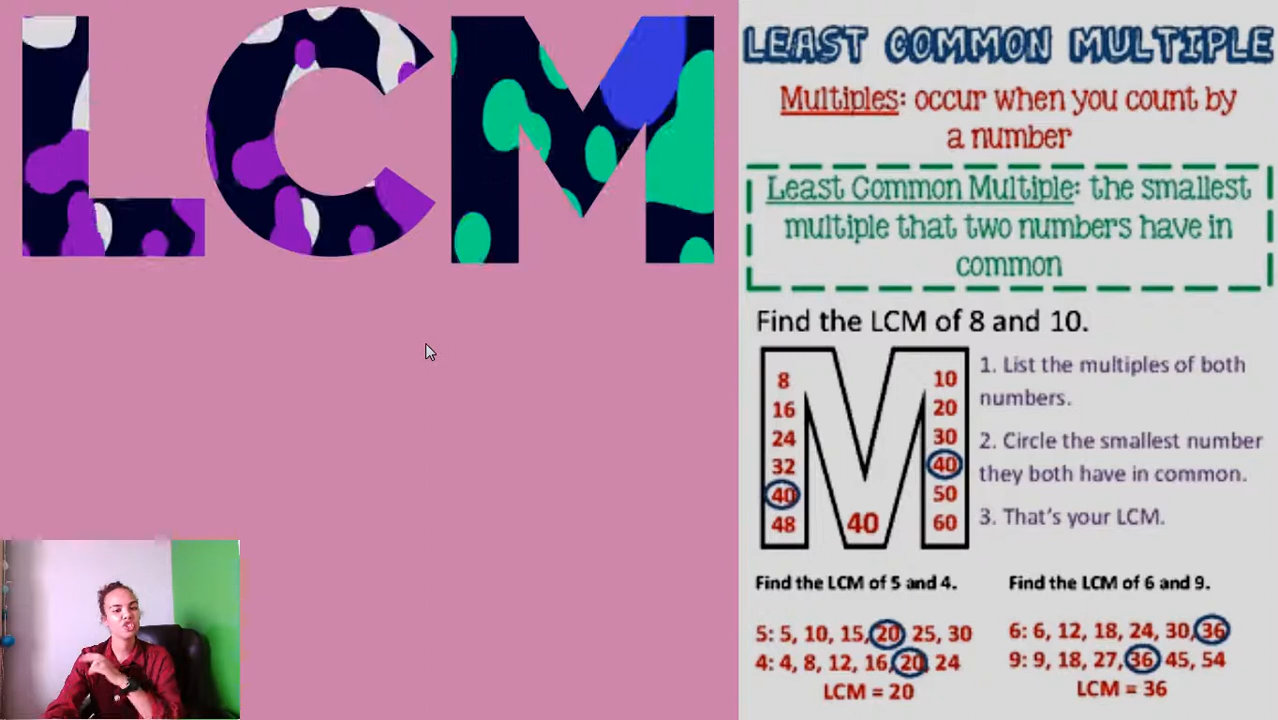 LCM
LEAST COMMON MULTIPLE
Multiples: occur when you count by
a number
Least Common Multiple: the smallest
multiple that two numbers have in
common
Find the LCM of 8 and 10.
8
16
24
32
40
48
40
10
20
30
40
50
60
1. List the multiples of both
numbers.
2. Circle the smallest number
they both have in common.
3. That's your LCM.
Find the LCM of 5 and 4.
5: 5, 10, 15, 20, 25, 30
4: 4, 8, 12, 16, 20, 24
LCM = 20
Find the LCM of 6 and 9.
6: 6, 12, 18, 24, 30, 36
9: 9, 18, 27, 36, 45, 54
LCM = 36